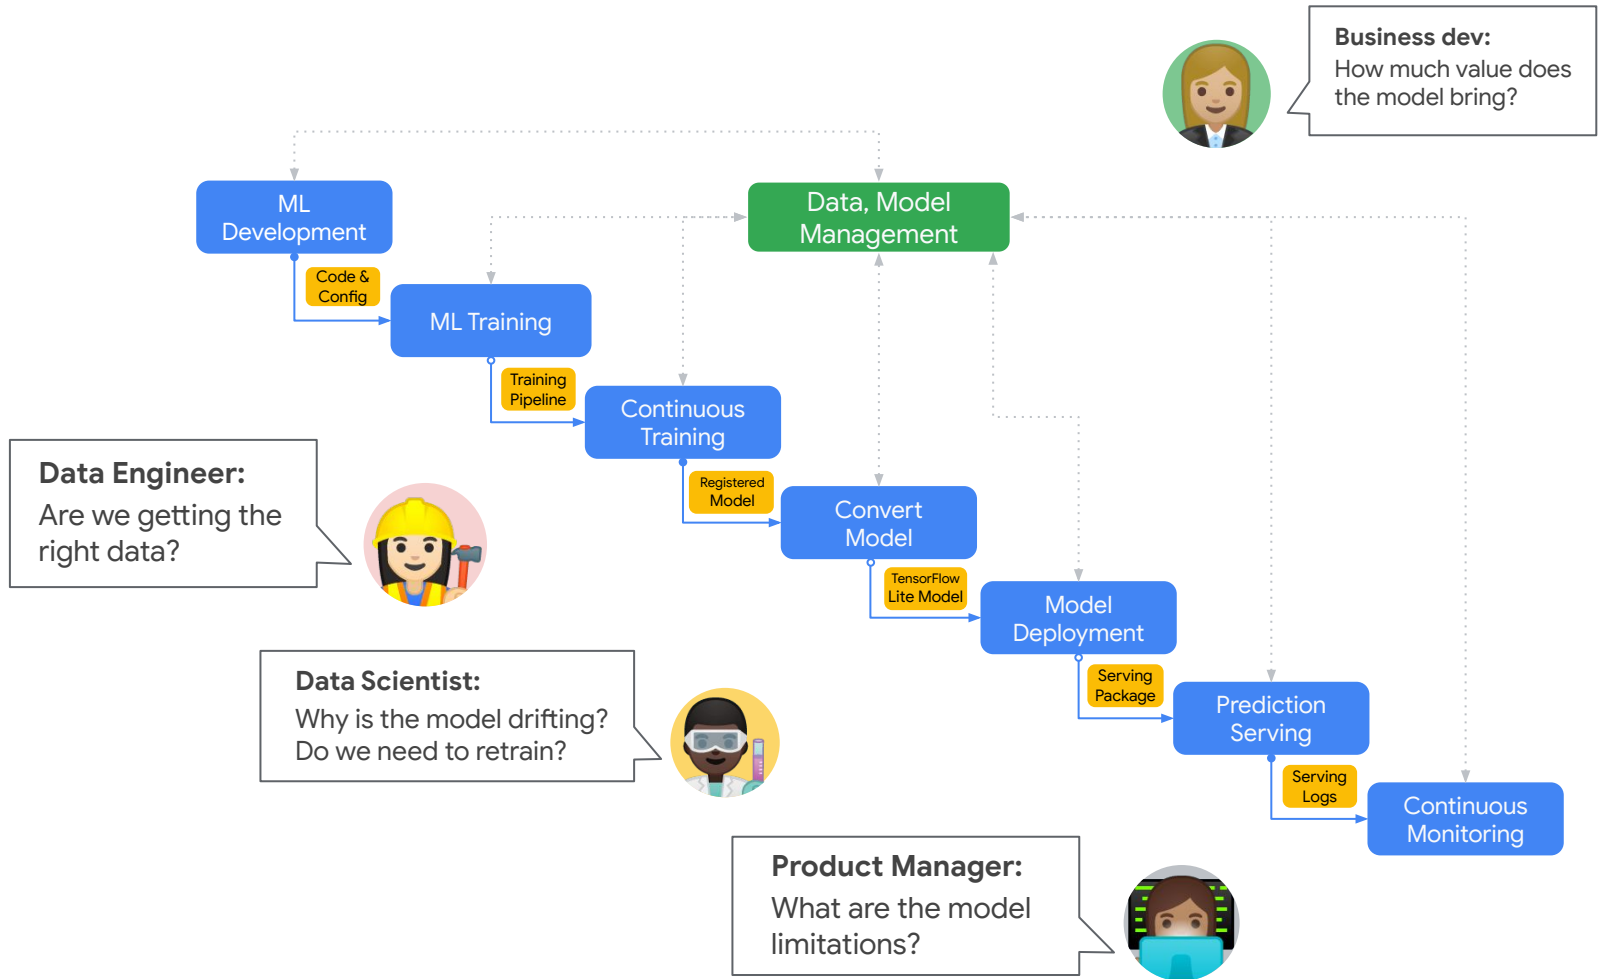 Business dev:
How much value does
the model bring?
ML
Development
Data, Model
Management
Code &
Config
ML Training
Training
Pipeline
Continuous
Training
Data Engineer:
Are we getting the
right data?
Registered
Model
Convert
Model
TensorFlow
Lite Model
Model
Deployment
Data Scientist:
Why is the model drifting?
Do we need to retrain?
Serving
Package
Prediction
Serving
Serving
Logs
Continuous
Monitoring
Product Manager:
What are the model
limitations?